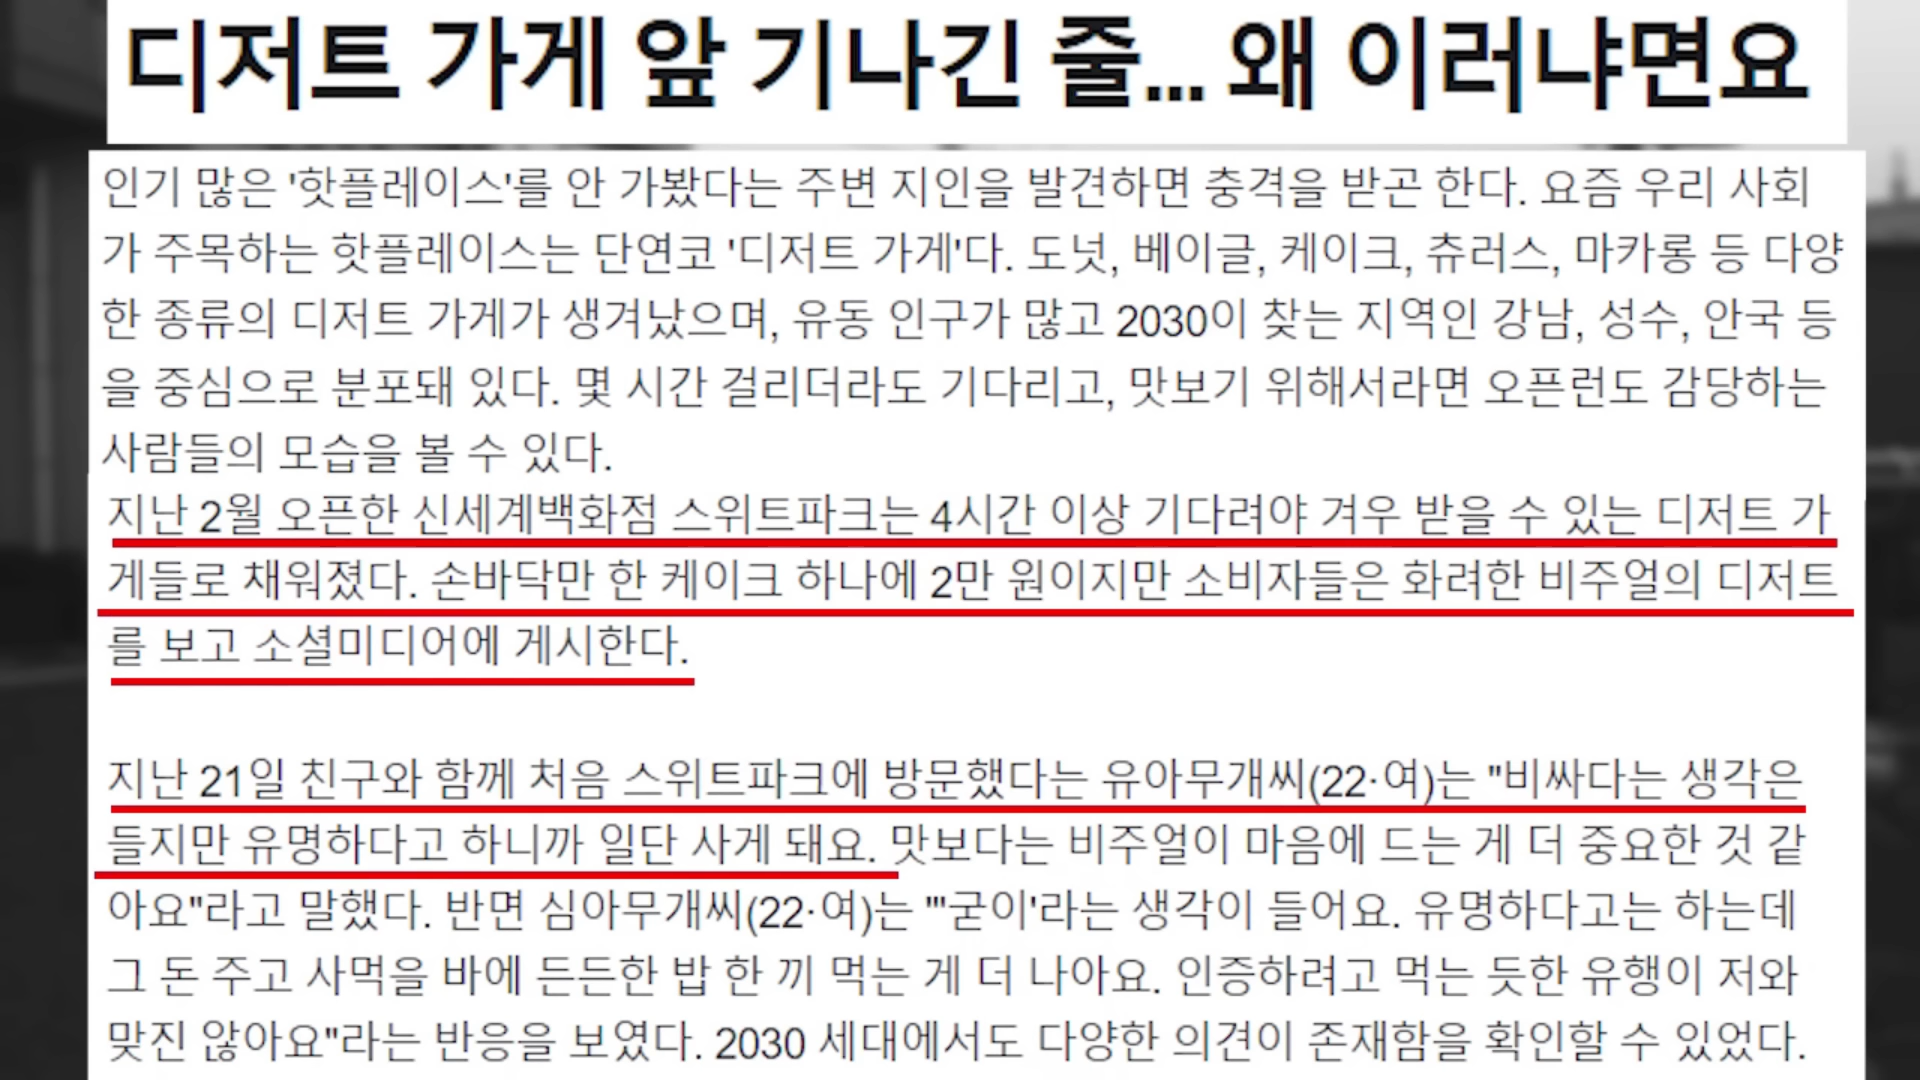 디저트 가게 앞 기나긴 줄... 왜 이러냐면요
인기 많은 '핫플레이스'를 안 가봤다는 주변 지인을 발견하면 충격을 받곤 한다. 요즘 우리 사회
가 주목하는 핫플레이스는 단연코 '디저트 가게'다. 도넛, 베이글, 케이크, 츄러스, 마카롱 등 다양
한 종류의 디저트 가게가 생겨났으며, 유동 인구가 많고 2030이 찾는 지역인 강남, 성수, 안국 등
을 중심으로 분포돼 있다. 몇 시간 걸리더라도 기다리고, 맛보기 위해서라면 오픈런도 감당하는
사람들의 모습을 볼 수 있다.
지난 2월 오픈한 신세계백화점 스위트파크는 4시간 이상 기다려야 겨우 받을 수 있는 디저트 가
게들로 채워졌다. 손바닥만 한 케이크 하나에 2만 원이지만 소비자들은 화려한 비주얼의 디저트
를 보고 소셜미디어에 게시한다.
지난 21일 친구와 함께 처음 스위트파크에 방문했다는 유아무개씨(22·여)는 "비싸다는 생각은
들지만 유명하다고 하니까 일단 사게 돼요. 맛보다는 비주얼이 마음에 드는 게 더 중요한 것 같
아요"라고 말했다. 반면 심아무개씨(22·여)는 "'굳이'라는 생각이 들어요. 유명하다고는 하는데
그 돈 주고 사먹을 바에 든든한 밥 한 끼 먹는 게 더 나아요. 인증하려고 먹는 듯한 유행이 저와
맞진 않아요"라는 반응을 보였다. 2030 세대에서도 다양한 의견이 존재함을 확인할 수 있었다.